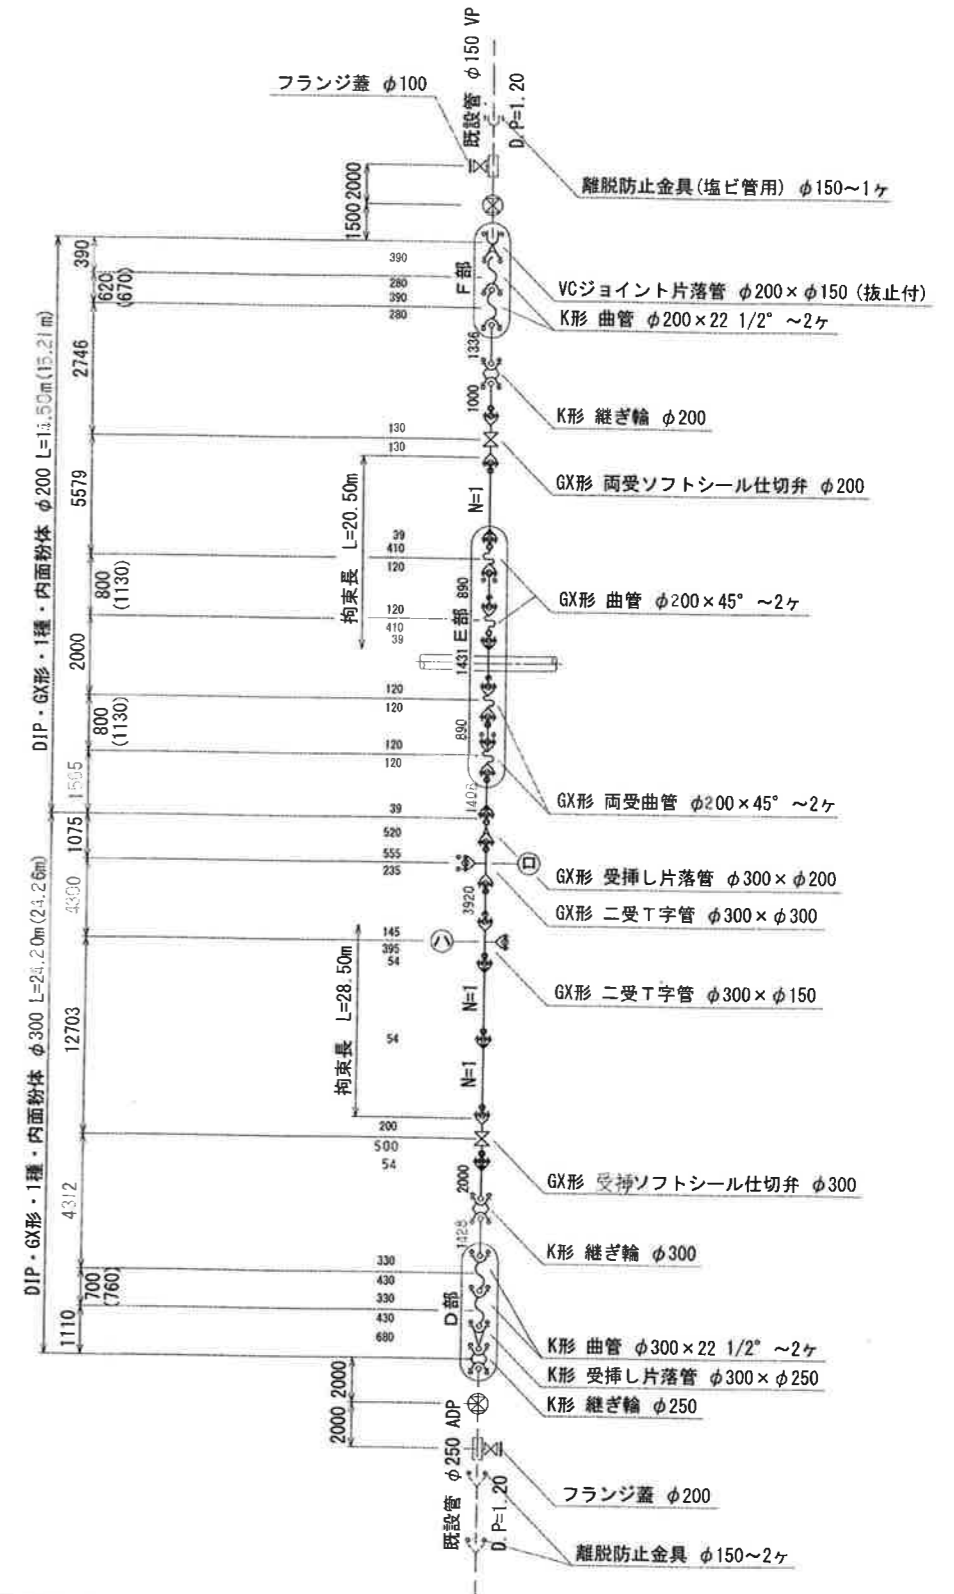 既設管 φ150 VP
D.P=1.20
フランジ蓋 φ100
離脱防止金具(塩ビ管用) φ150～1ヶ
2000
1500
390
620
(670)
2746
5579
800
(1130)
2000
800
(1130)
1505
1075
4300
12703
4312
700
(760)
1110
DIP・GX形・1種・内面粉体 φ200
(15.21m)
DIP・GX形・1種・内面粉体 φ300 L=24.20m(24.26m)
390
280
390
280
F部
VCジョイント片落管 φ200×φ150 (抜止付)
K形 曲管 φ200×22 1/2° ～2ヶ
1336
1000
K形 継ぎ輪 φ200
130
130
GX形 両受ソフトシール仕切弁 φ200
拘束長 L=20.50m
N=1
39
410
120
890
120
410
39
E部
1431
GX形 曲管 φ200×45° ～2ヶ
120
120
890
120
120
GX形 両受曲管 φ200×45° ～2ヶ
1406
39
520
555
235
ロ
GX形 受挿し片落管 φ300×φ200
GX形 二受T字管 φ300×φ300
3920
145
395
54
ハ
GX形 二受T字管 φ300×φ150
拘束長 L=28.50m
N=1
54
N=1
200
500
54
GX形 受挿ソフトシール仕切弁 φ300
2000
K形 継ぎ輪 φ300
1428
330
430
330
430
680
D部
K形 曲管 φ300×22 1/2° ～2ヶ
K形 受挿し片落管 φ300×φ250
K形 継ぎ輪 φ250
2000
2000
既設管 φ250 ADP
D.P=1.20
フランジ蓋 φ200
離脱防止金具 φ150～2ヶ